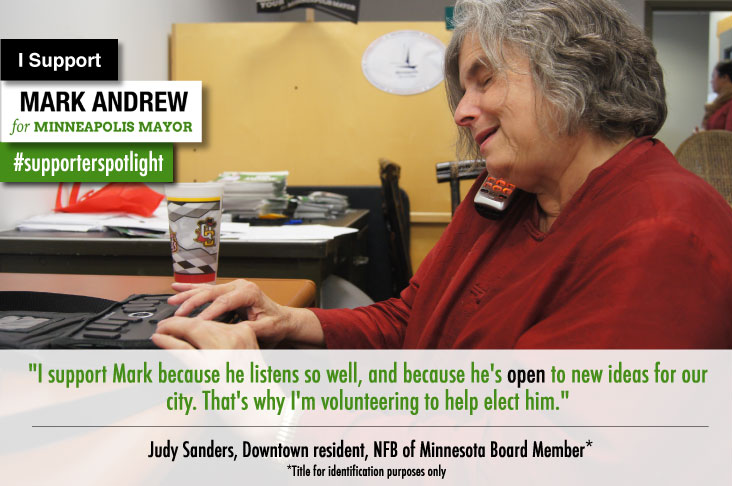 I Support
MARK ANDREW
for MINNEAPOLIS MAYOR
#supporterspotlight
"I support Mark because he listens so well, and because he's open to new ideas for our
city. That's why I'm volunteering to help elect him."
Judy Sanders, Downtown resident, NFB of Minnesota Board Member*
*Title for identification purposes only